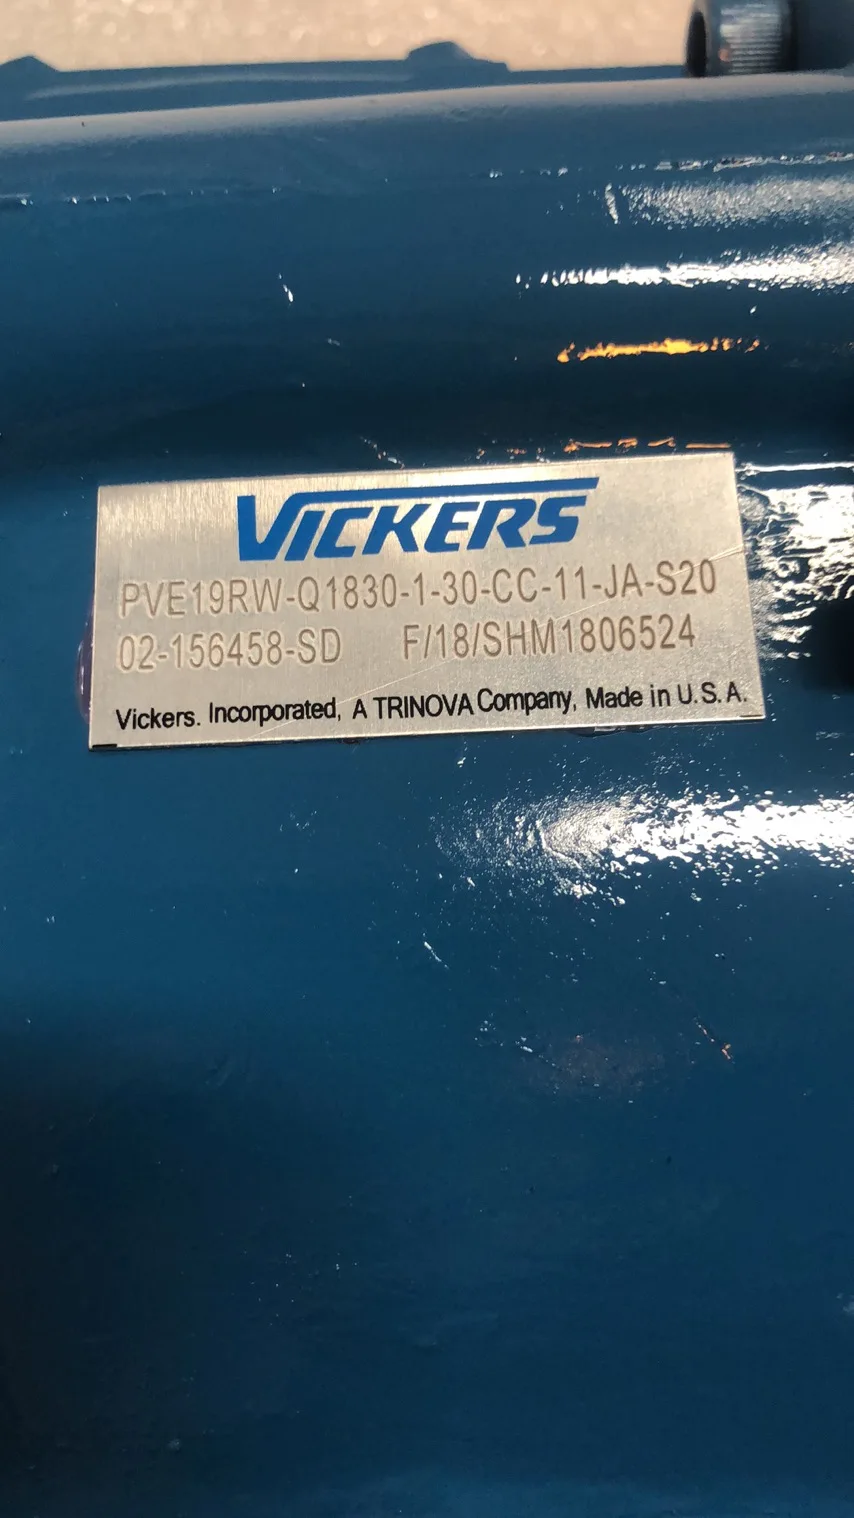 VICKERS
PVE19RW-Q1830-1-30-CC-11-JA-S20
02-156458-SD F/18/SHM1806524
Vickers. Incorporated, A TRINOVA Company, Made in U.S.A.